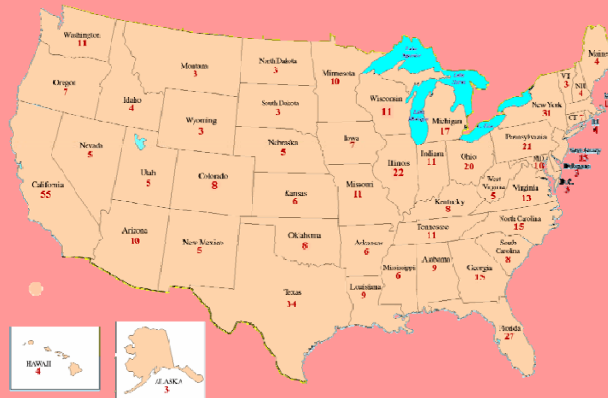 Washington
11
Oregon
7
Idaho
4
Montana
3
North Dakota
3
Minnesota
10
Wisconsin
11
Michigan
17
VT
3
NH
4
Maine
4
New York
31
CT
Wyoming
3
South Dakota
3
Nebraska
5
Iowa
7
Illinois
22
Indiana
11
Ohio
20
Pennsylvania
21
15
3
3
10
Nevada
5
Utah
5
Colorado
8
Kansas
6
Missouri
11
Kentucky
8
West
Virginia
5
Virginia
13
California
55
Arizona
10
New Mexico
5
Oklahoma
8
Arkansas
6
Tennessee
11
North Carolina
15
South
Carolina
8
Texas
34
Louisiana
9
Mississippi
6
Alabama
9
Georgia
15
Florida
27
HAWAII
4
ALASKA
3